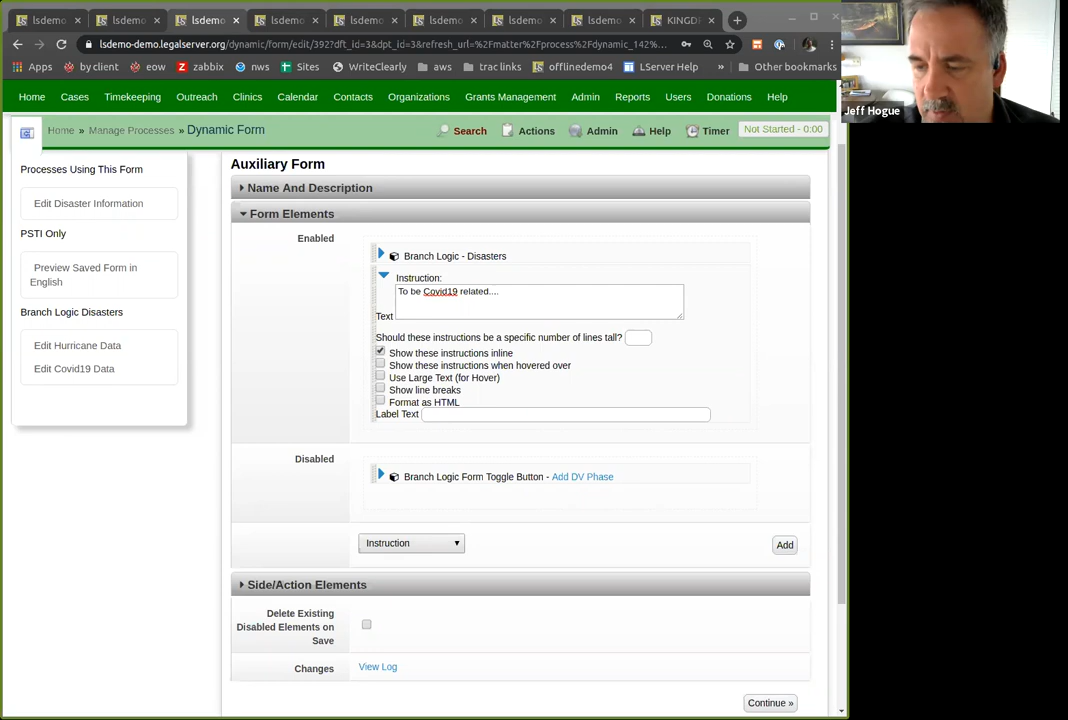 lsdemo × lsdemo × lsdemo × lsdemo × lsdemo × lsdemo × lsdemo × lsdemo × KINGDF ×
lsdemo-demo.legalserver.org/dynamic/form/edit/392?dft_id=3&dpt_id=3&refresh_url=%2Fmatter%2Fprocess%2Fdynamic_142%...
Apps by client eow zabbix nws Sites WriteClearly aws trac links offlinedemo4 LServer Help » Other bookmarks
Home Cases Timekeeping Outreach Clinics Calendar Contacts Organizations Grants Management Admin Reports Users Donations Help
Jeff Hogue
Home » Manage Processes » Dynamic Form Search Actions Admin Help Timer Not Started - 0:00
Processes Using This Form
Edit Disaster Information
PSTI Only
Preview Saved Form in
English
Branch Logic Disasters
Edit Hurricane Data
Edit Covid19 Data
Auxiliary Form
Name And Description
Form Elements
Enabled
Branch Logic - Disasters
Instruction:
To be Covid19 related....
Text
Should these instructions be a specific number of lines tall?
Show these instructions inline
Show these instructions when hovered over
Use Large Text (for Hover)
Show line breaks
Format as HTML
Label Text
Disabled
Branch Logic Form Toggle Button - Add DV Phase
Instruction Add
Side/Action Elements
Delete Existing
Disabled Elements on
Save
Changes View Log
Continue »